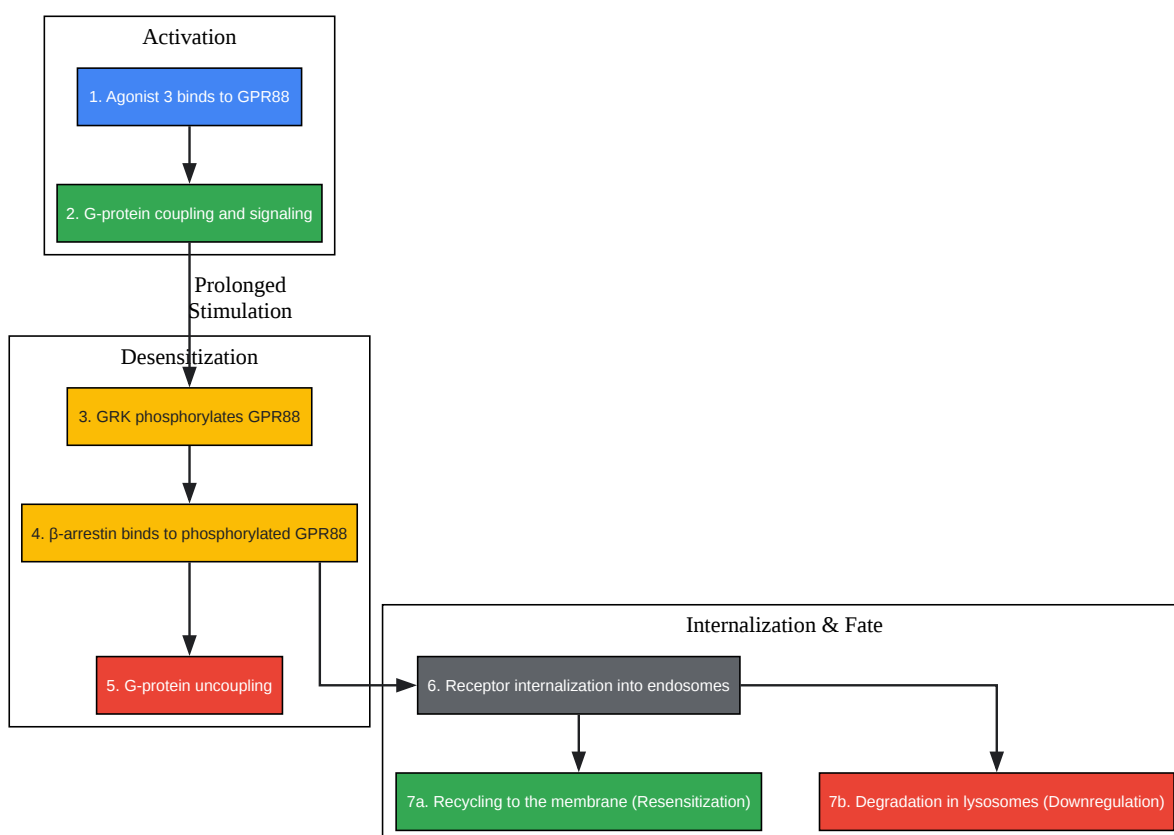 Activation
1. Agonist 3 binds to GPR88
2. G-protein coupling and signaling
Prolonged
Stimulation
Desensitization
3. GRK phosphorylates GPR88
4. β-arrestin binds to phosphorylated GPR88
5. G-protein uncoupling
Internalization & Fate
6. Receptor internalization into endosomes
7a. Recycling to the membrane (Resensitization)
7b. Degradation in lysosomes (Downregulation)